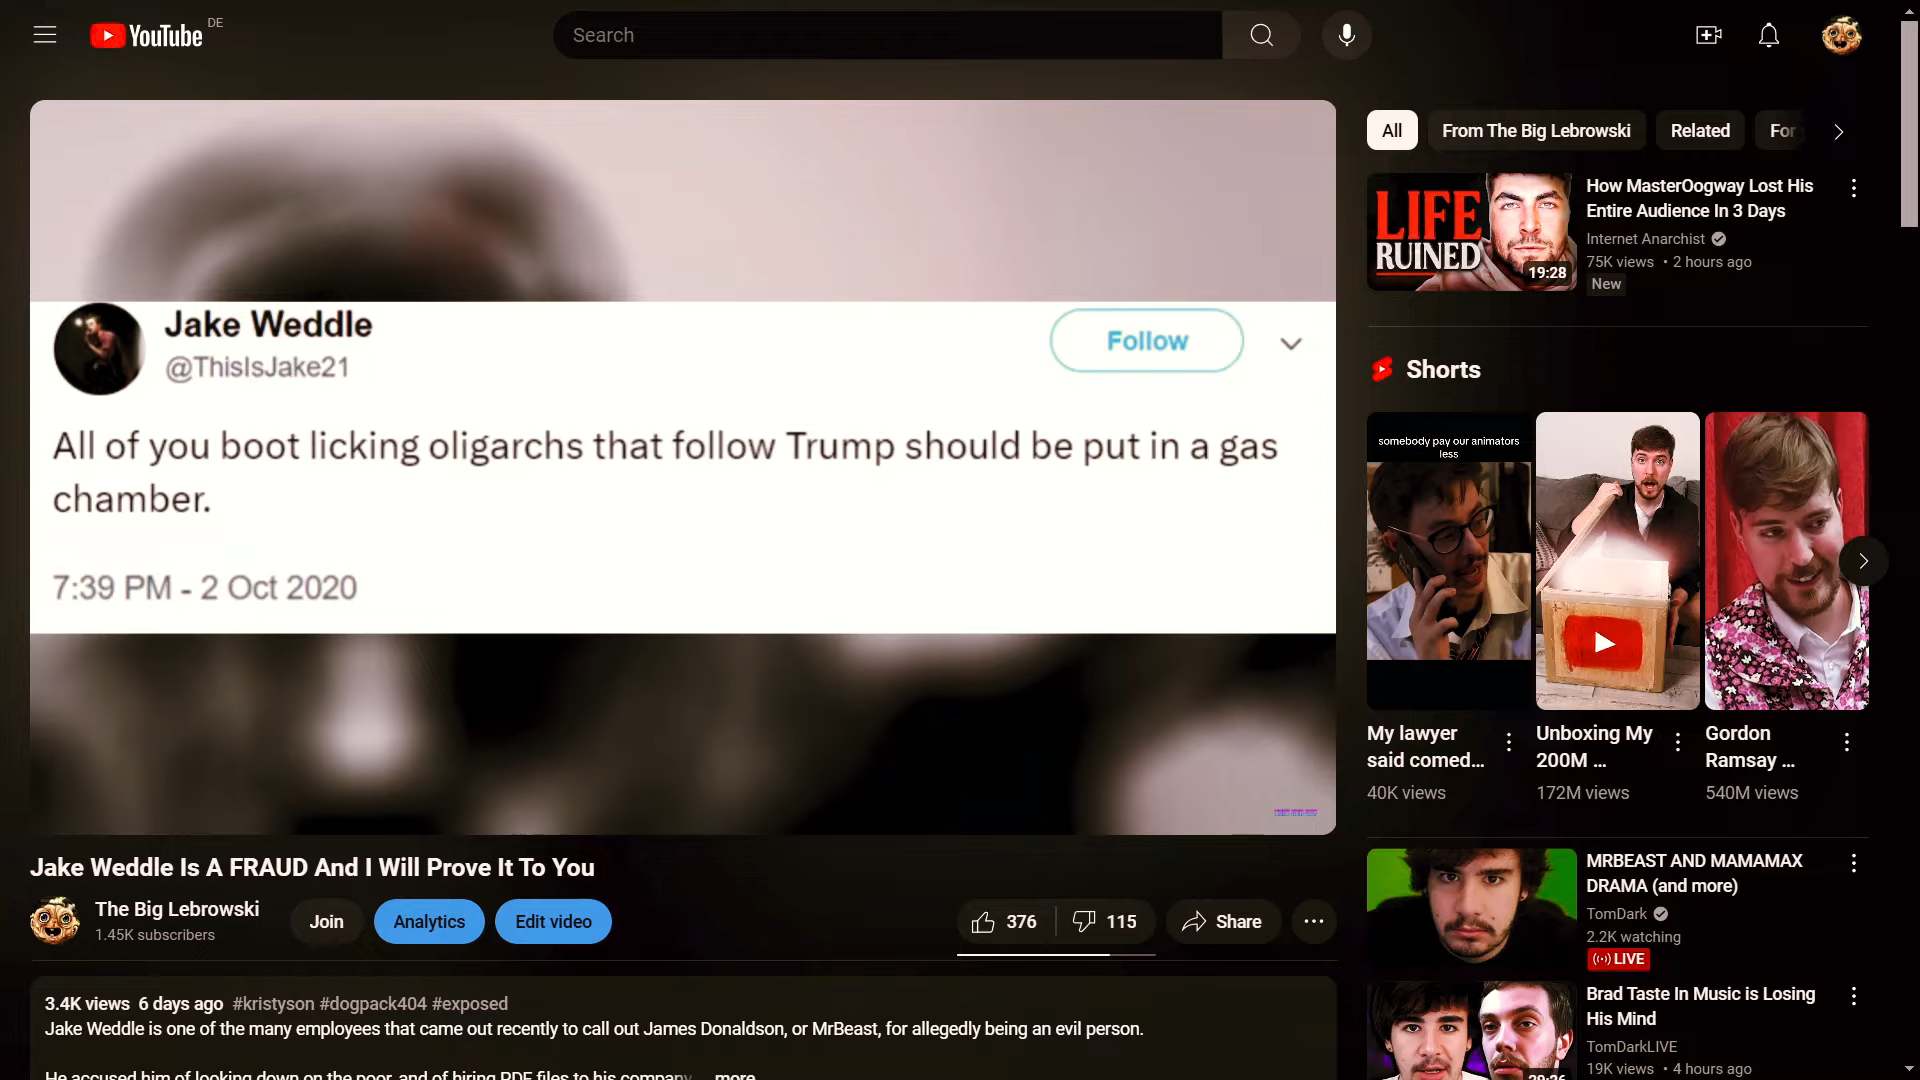 YouTube DE
Search
All
From The Big Lebrowski
Related
For
Jake Weddle
@ThisIsJake21
Follow
All of you boot licking oligarchs that follow Trump should be put in a gas
chamber.
7:39 PM - 2 Oct 2020
Jake Weddle Is A FRAUD And I Will Prove It To You
The Big Lebrowski
1.45K subscribers
Join
Analytics
Edit video
376
115
Share
3.4K views 6 days ago #kristyson #dogpack404 #exposed
Jake Weddle is one of the many employees that came out recently to call out James Donaldson, or MrBeast, for allegedly being an evil person.
He accused him of looking down on the poor, and of hiring PDF files to his company. ...more
LIFE
RUINED
19:28
How MasterOogway Lost His
Entire Audience In 3 Days
Internet Anarchist
75K views • 2 hours ago
New
Shorts
somebody pay our animators
less
My lawyer
said comed...
40K views
Unboxing My
200M ...
172M views
Gordon
Ramsay ...
540M views
MRBEAST AND MAMAMAX
DRAMA (and more)
TomDark
2.2K watching
LIVE
Brad Taste In Music is Losing
His Mind
TomDarkLIVE
19K views • 4 hours ago